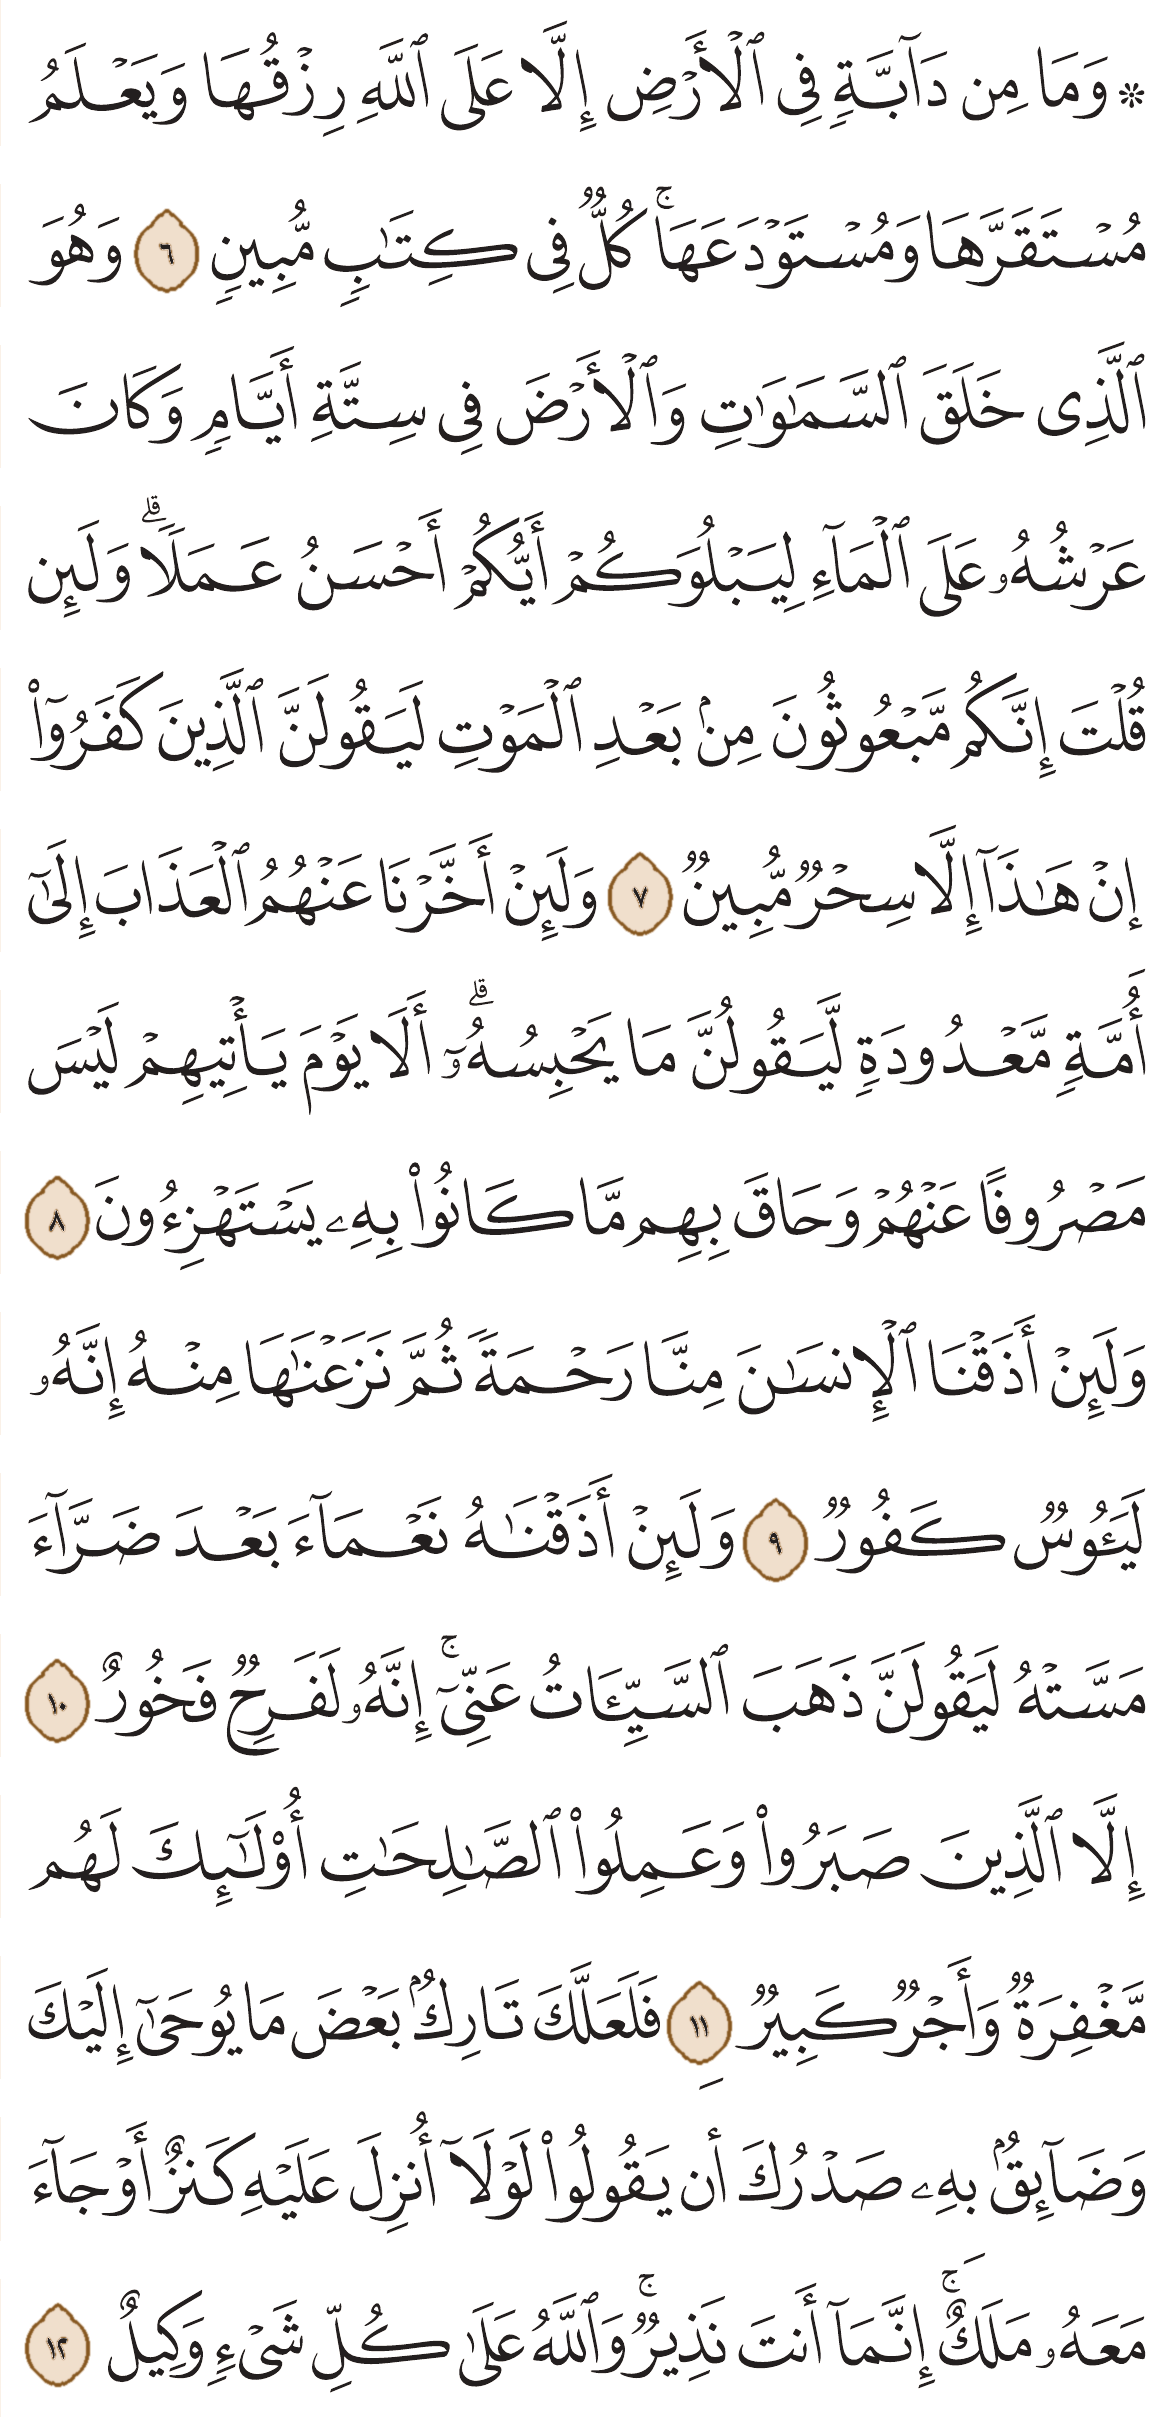 ۞ وَمَا مِن دَآبَّةٖ فِي ٱلۡأَرۡضِ إِلَّا عَلَى ٱللَّهِ رِزۡقُهَا وَيَعۡلَمُ
مُسۡتَقَرَّهَا وَمُسۡتَوۡدَعَهَاۚ كُلّٞ فِي كِتَٰبٖ مُّبِينٖ ٦ وَهُوَ
ٱلَّذِي خَلَقَ ٱلسَّمَٰوَٰتِ وَٱلۡأَرۡضَ فِي سِتَّةِ أَيَّامٖ وَكَانَ
عَرۡشُهُۥ عَلَى ٱلۡمَآءِ لِيَبۡلُوَكُمۡ أَيُّكُمۡ أَحۡسَنُ عَمَلٗاۗ وَلَئِن
قُلۡتَ إِنَّكُم مَّبۡعُوثُونَ مِنۢ بَعۡدِ ٱلۡمَوۡتِ لَيَقُولَنَّ ٱلَّذِينَ كَفَرُوٓاْ
إِنۡ هَٰذَآ إِلَّا سِحۡرٞ مُّبِينٞ ٧ وَلَئِنۡ أَخَّرۡنَا عَنۡهُمُ ٱلۡعَذَابَ إِلَىٰٓ
أُمَّةٖ مَّعۡدُودَةٖ لَّيَقُولُنَّ مَا يَحۡبِسُهُۥٓۗ أَلَا يَوۡمَ يَأۡتِيهِمۡ لَيۡسَ
مَصۡرُوفًا عَنۡهُمۡ وَحَاقَ بِهِم مَّا كَانُواْ بِهِۦ يَسۡتَهۡزِءُونَ ٨
وَلَئِنۡ أَذَقۡنَا ٱلۡإِنسَٰنَ مِنَّا رَحۡمَةٗ ثُمَّ نَزَعۡنَٰهَا مِنۡهُ إِنَّهُۥ
لَيَـُٔوسٞ كَفُورٞ ٩ وَلَئِنۡ أَذَقۡنَٰهُ نَعۡمَآءَ بَعۡدَ ضَرَّآءَ
مَسَّتۡهُ لَيَقُولَنَّ ذَهَبَ ٱلسَّيِّـَٔاتُ عَنِّيٓۚ إِنَّهُۥ لَفَرِحٞ فَخُورٌ ١٠
إِلَّا ٱلَّذِينَ صَبَرُواْ وَعَمِلُواْ ٱلصَّٰلِحَٰتِ أُوْلَٰٓئِكَ لَهُم
مَّغۡفِرَةٞ وَأَجۡرٞ كَبِيرٞ ١١ فَلَعَلَّكَ تَارِكُۢ بَعۡضَ مَا يُوحَىٰٓ إِلَيۡكَ
وَضَآئِقُۢ بِهِۦ صَدۡرُكَ أَن يَقُولُواْ لَوۡلَآ أُنزِلَ عَلَيۡهِ كَنزٌ أَوۡ جَآءَ
مَعَهُۥ مَلَكٌۚ إِنَّمَآ أَنتَ نَذِيرٞۚ وَٱللَّهُ عَلَىٰ كُلِّ شَيۡءٖ وَكِيلٌ ١٢